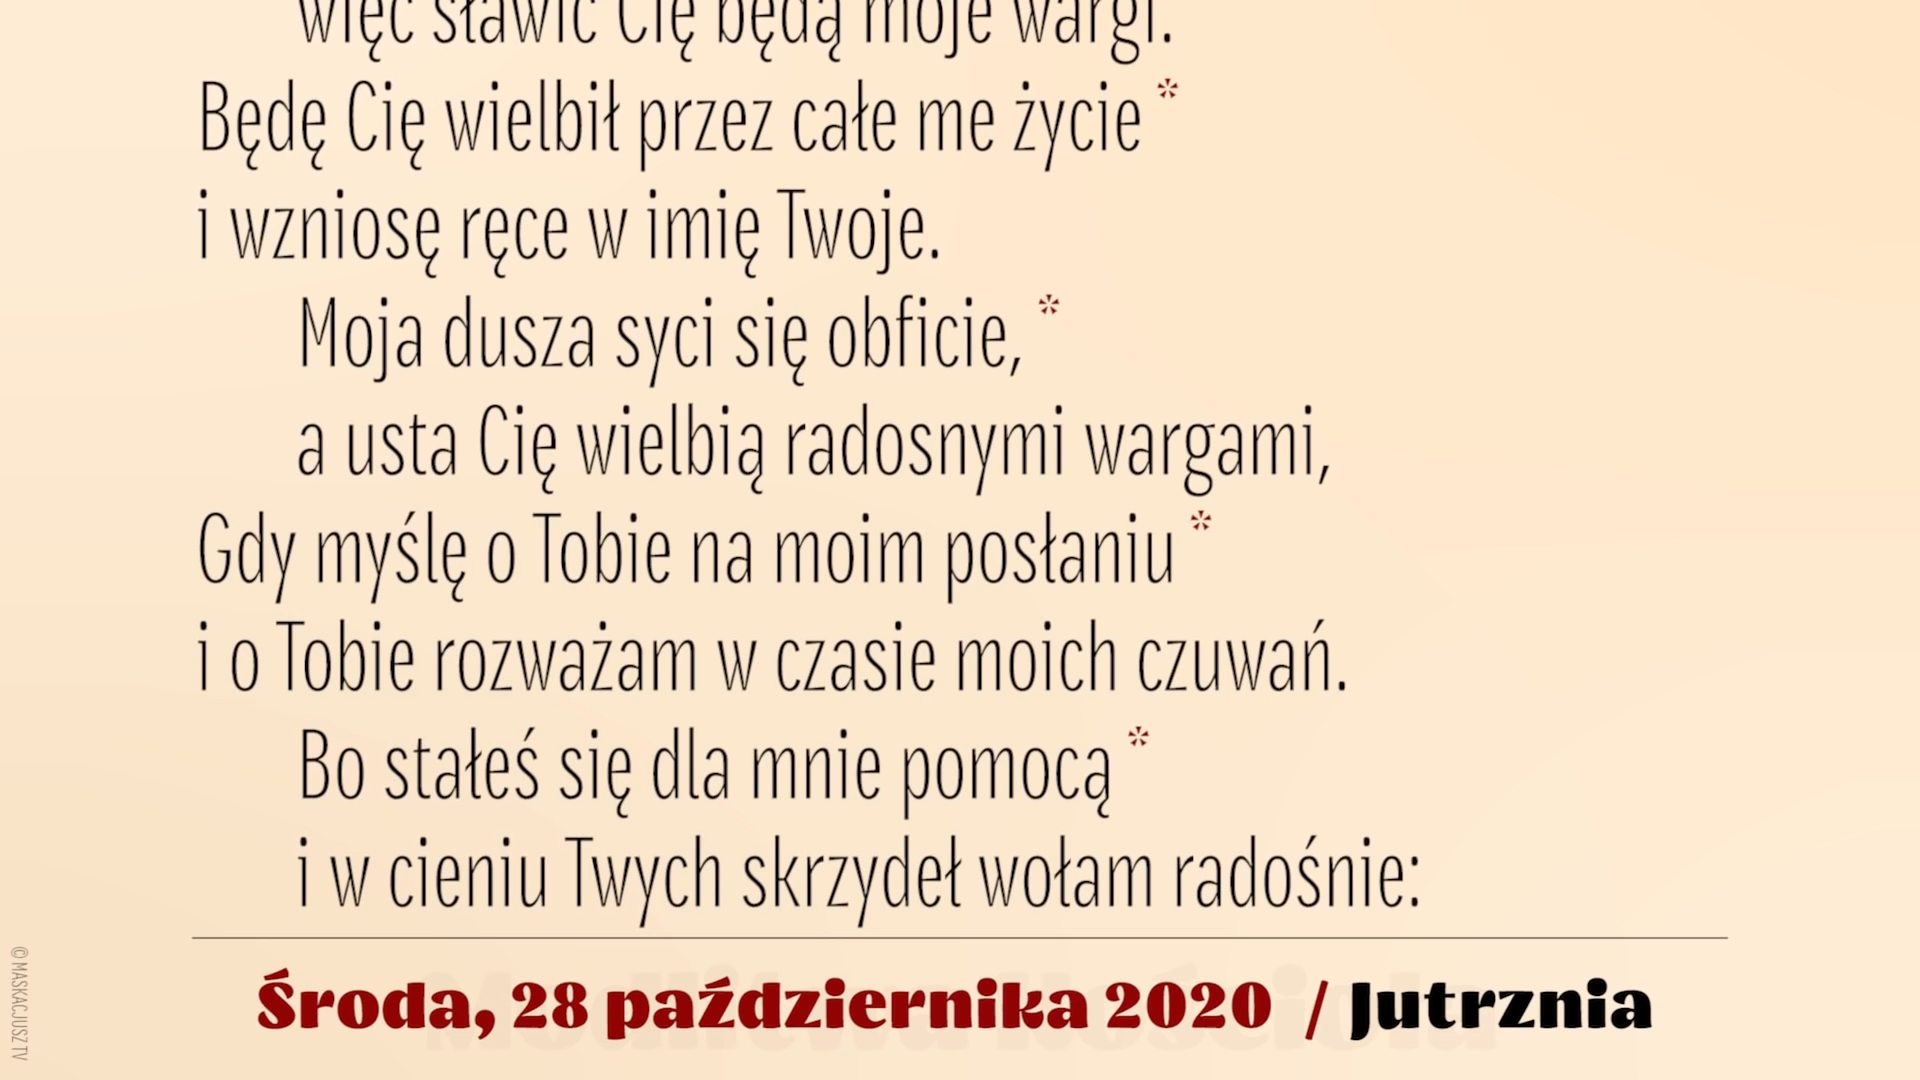 więc sławić Cię będą moje wargi.
Będę Cię wielbił przez całe me życie *
i wzniosę ręce w imię Twoje.
Moja dusza syci się obficie, *
a usta Cię wielbią radosnymi wargami,
Gdy myślę o Tobie na moim posłaniu *
i o Tobie rozważam w czasie moich czuwań.
Bo stałeś się dla mnie pomocą *
i w cieniu Twych skrzydeł wołam radośnie:
Środa, 28 października 2020 / Jutrznia
© MASKACJUSZ TV